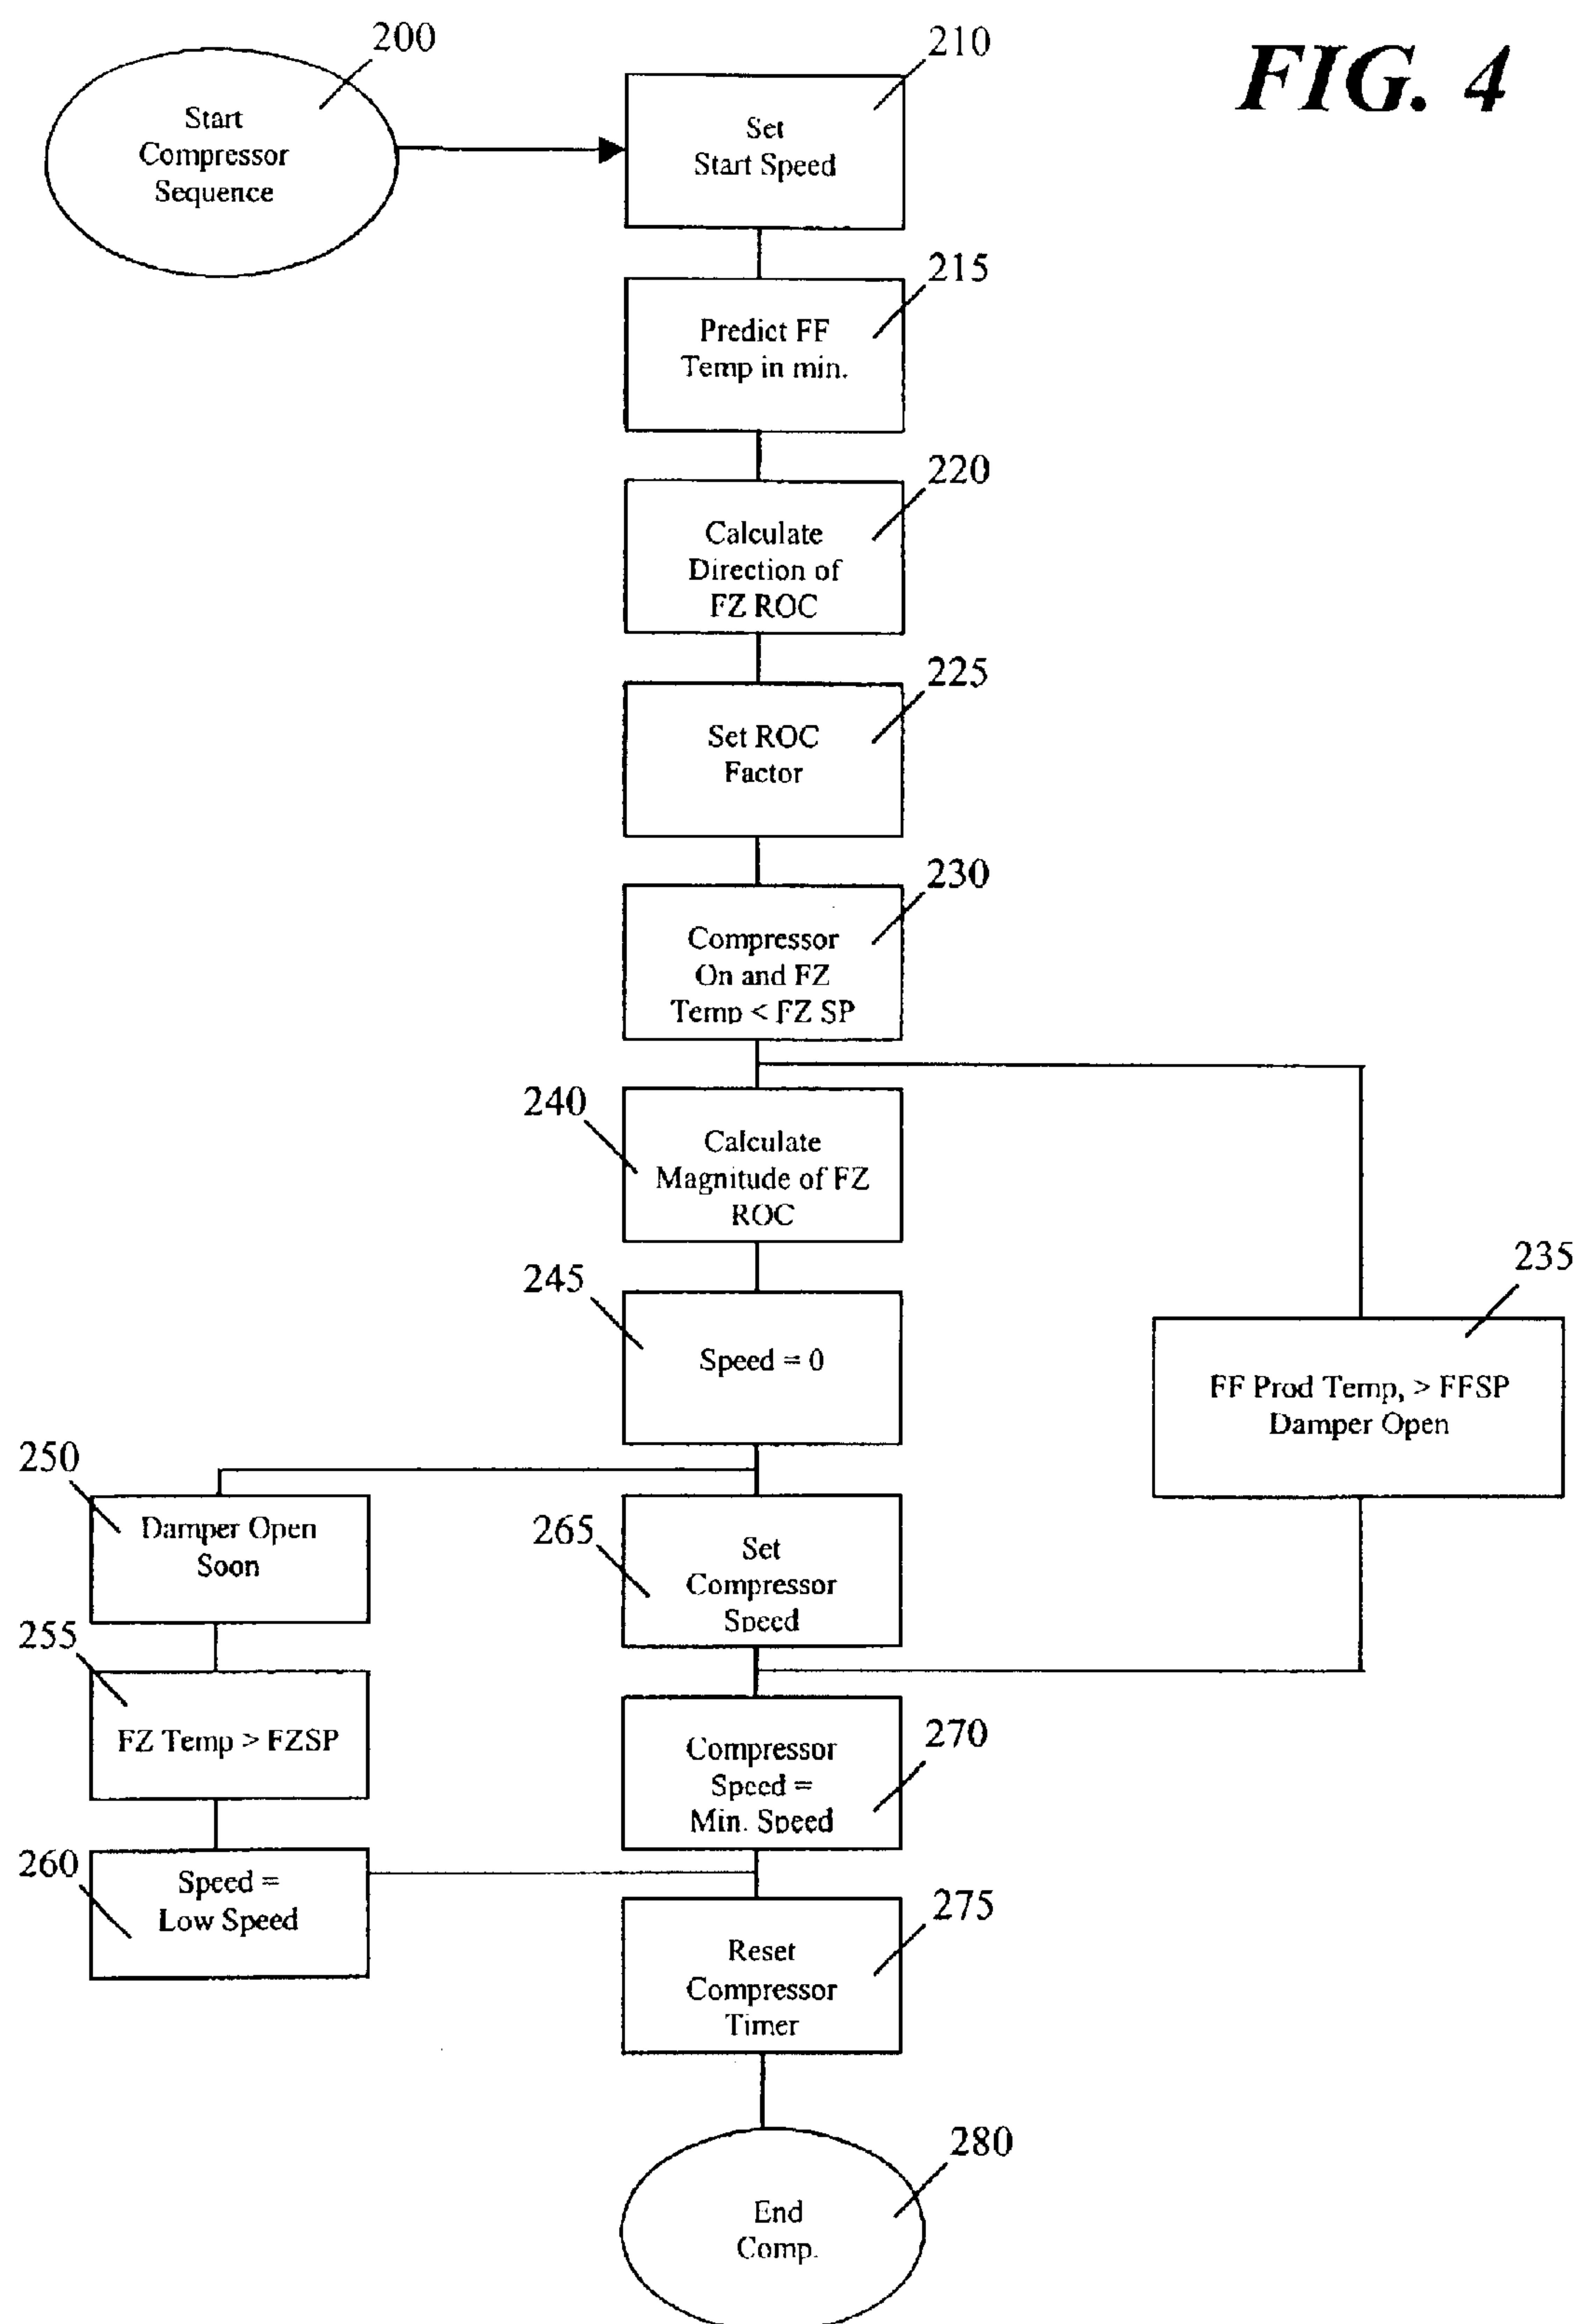 FIG. 4
200
Start
Compressor
Sequence
210
Set
Start Speed
215
Predict FF
Temp in min.
220
Calculate
Direction of
FZ ROC
225
Set ROC
Factor
230
Compressor
On and FZ
Temp < FZ SP
240
Calculate
Magnitude of FZ
ROC
235
FF Prod Temp, > FFSP
Damper Open
245
Speed = 0
250
Damper Open
Soon
255
FZ Temp > FZSP
260
Speed =
Low Speed
265
Set
Compressor
Speed
270
Compressor
Speed =
Min. Speed
275
Reset
Compressor
Timer
280
End
Comp.